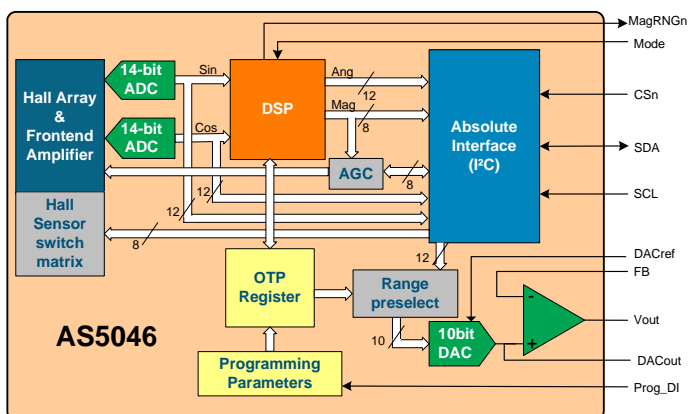 MagRNGn
Mode
14-bit
ADC
Sin
DSP
Ang
12
Mag
8
Hall Array
&
Frontend
Amplifier
14-bit
ADC
Cos
Absolute
Interface
(I²C)
CSn
SDA
SCL
AGC
8
12
12
8
Hall
Sensor
switch
matrix
12
OTP
Register
Range
preselect
DACref
FB
-
+
Vout
10
10bit
DAC
DACout
AS5046
Programming
Parameters
Prog_DI